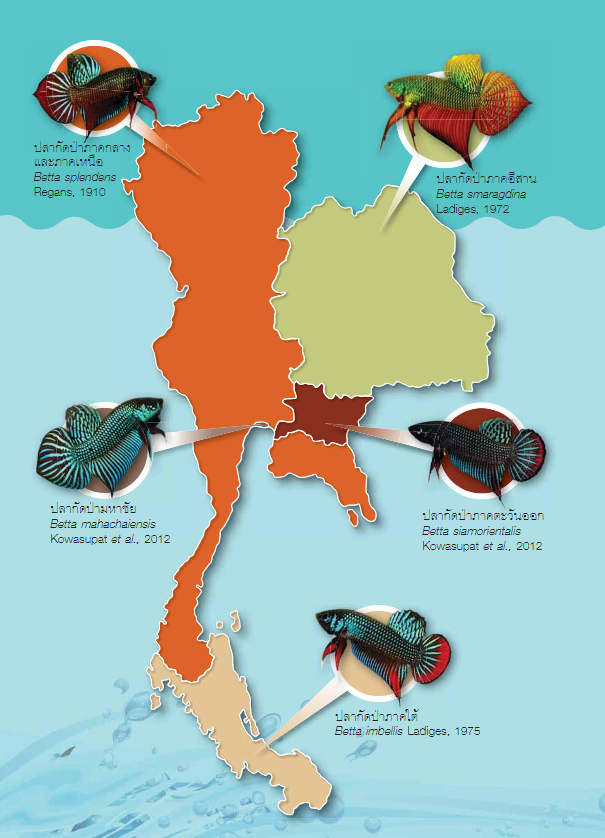 ปลากัดป่าภาคกลาง
และภาคเหนือ
Betta splendens
Regans, 1910
ปลากัดป่าภาคอีสาน
Betta smaragdina
Ladiges, 1972
ปลากัดป่ามหาชัย
Betta mahachaiensis
Kowasupat et al., 2012
ปลากัดป่าภาคตะวันออก
Betta siamorientalis
Kowasupat et al., 2012
ปลากัดป่าภาคใต้
Betta imbellis Ladiges, 1975